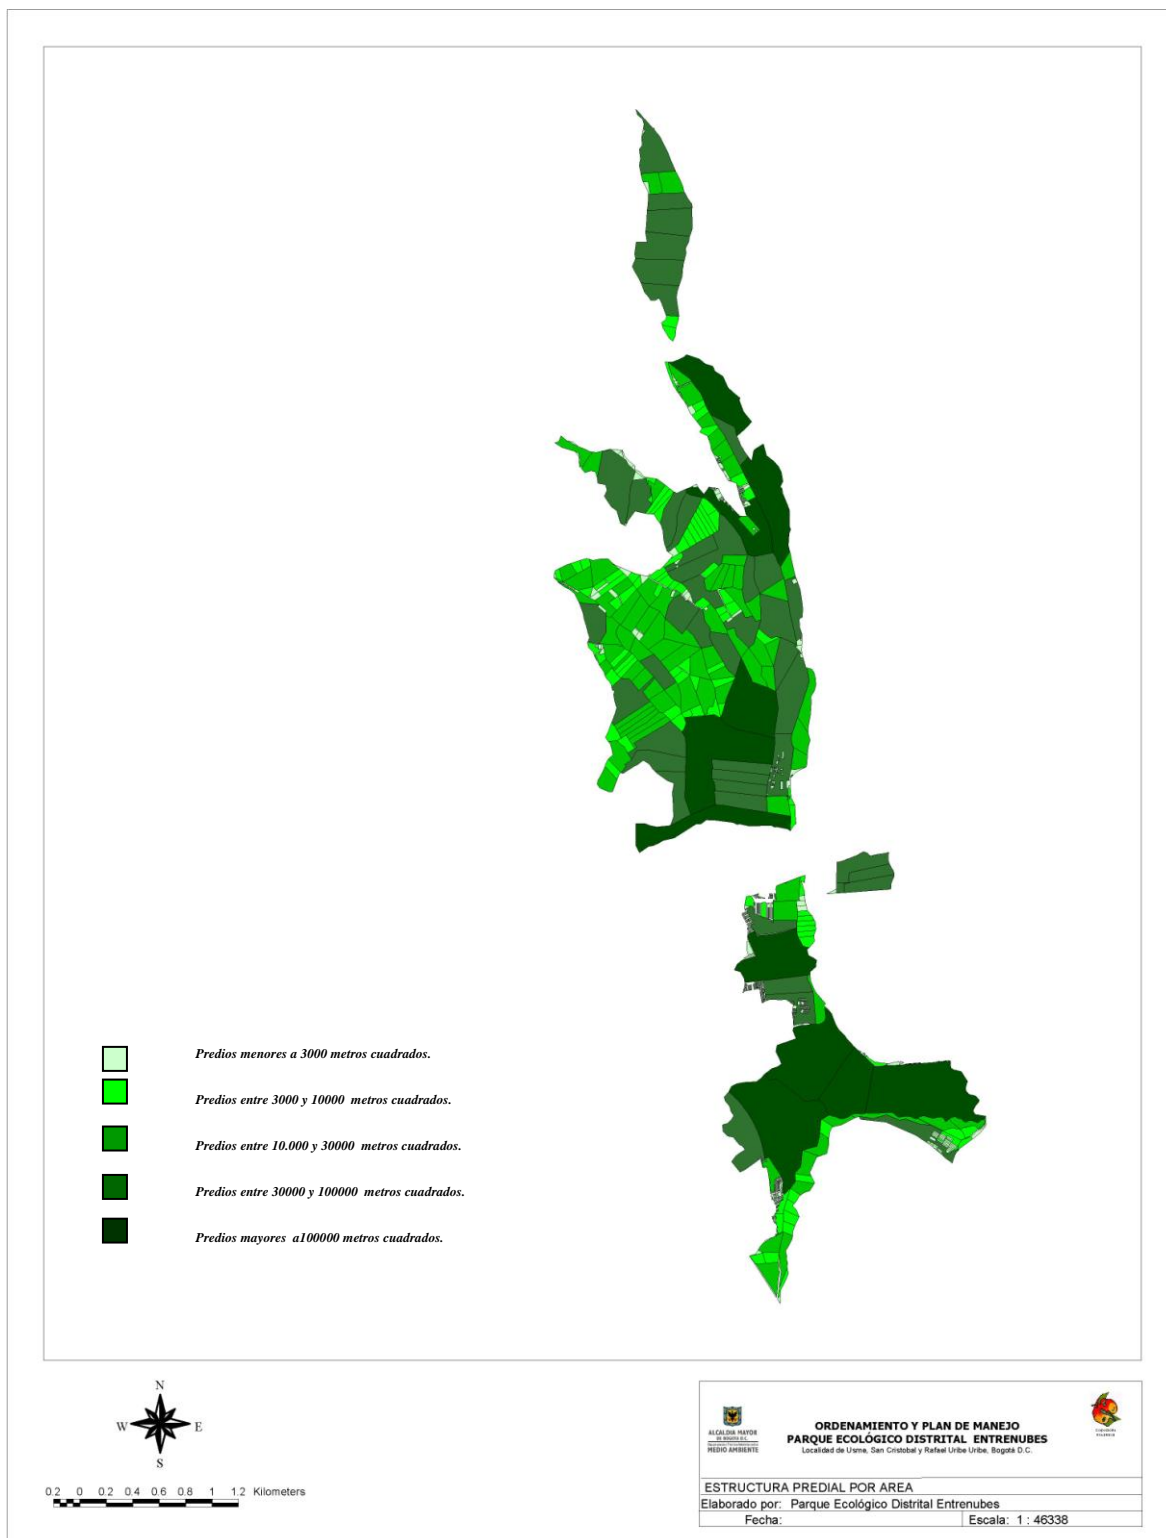 Predios menores a 3000 metros cuadrados.
Predios entre 3000 y 10000 metros cuadrados.
Predios entre 10.000 y 30000 metros cuadrados.
Predios entre 30000 y 100000 metros cuadrados.
Predios mayores a100000 metros cuadrados.
N
W E
S
0.2 0 0.2 0.4 0.6 0.8 1 1.2 Kilometers
ALCALDIA MAYOR
DE BOGOTA D.C.
MEDIO AMBIENTE
ORDENAMIENTO Y PLAN DE MANEJO
PARQUE ECOLÓGICO DISTRITAL ENTRENUBES
Localidad de Usme, San Cristobal y Rafael Uribe Uribe, Bogotá D.C.
ESTRUCTURA PREDIAL POR AREA
Elaborado por: Parque Ecológico Distrital Entrenubes
Fecha: Escala: 1 : 46338